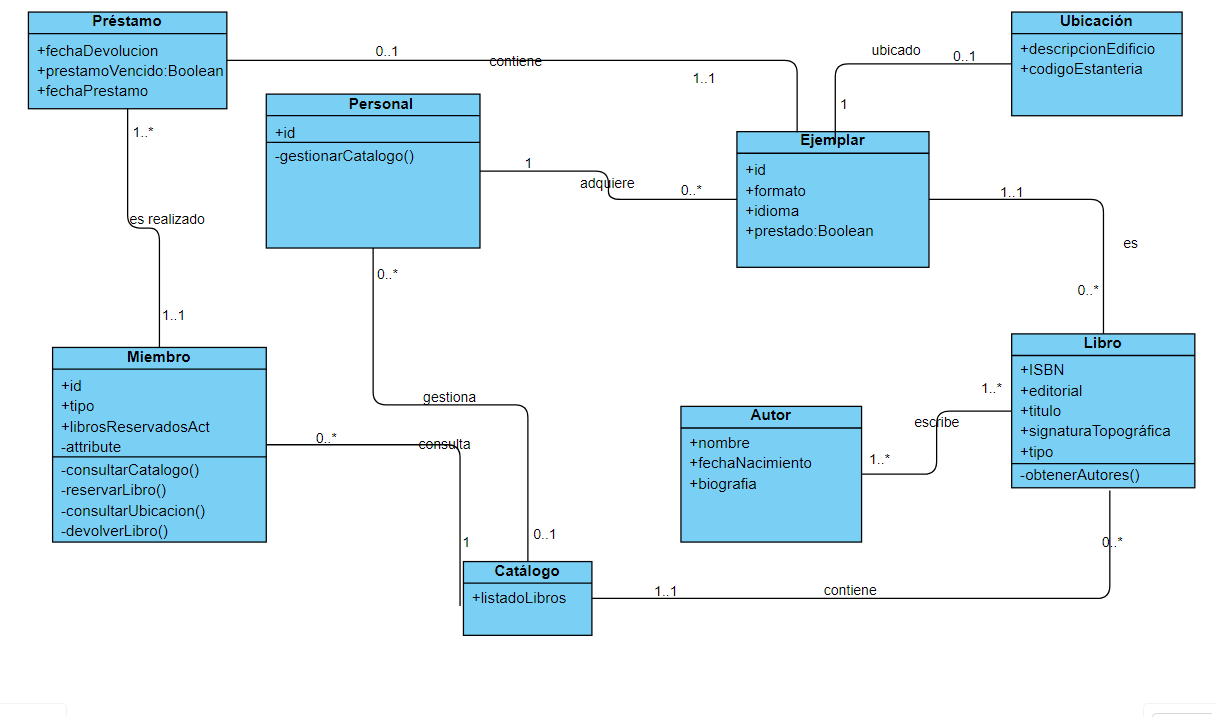 Préstamo
+fechaDevolucion
+prestamoVencido:Boolean
+fechaPrestamo
0..1
contiene
1..1
ubicado
0..1
1
Ubicación
+descripcionEdificio
+codigoEstanteria
Personal
+id
-gestionarCatalogo()
1
adquiere
0..*
Ejemplar
+id
+formato
+idioma
+prestado:Boolean
1..1
es
0..*
1..*
es realizado
1..1
0..*
gestiona
0..1
Miembro
+id
+tipo
+librosReservadosAct
-attribute
-consultarCatalogo()
-reservarLibro()
-consultarUbicacion()
-devolverLibro()
0..*
consulta
1
Autor
+nombre
+fechaNacimiento
+biografia
1..*
escribe
1..*
Libro
+ISBN
+editorial
+titulo
+signaturaTopográfica
+tipo
-obtenerAutores()
0..*
Catálogo
+listadoLibros
1..1
contiene